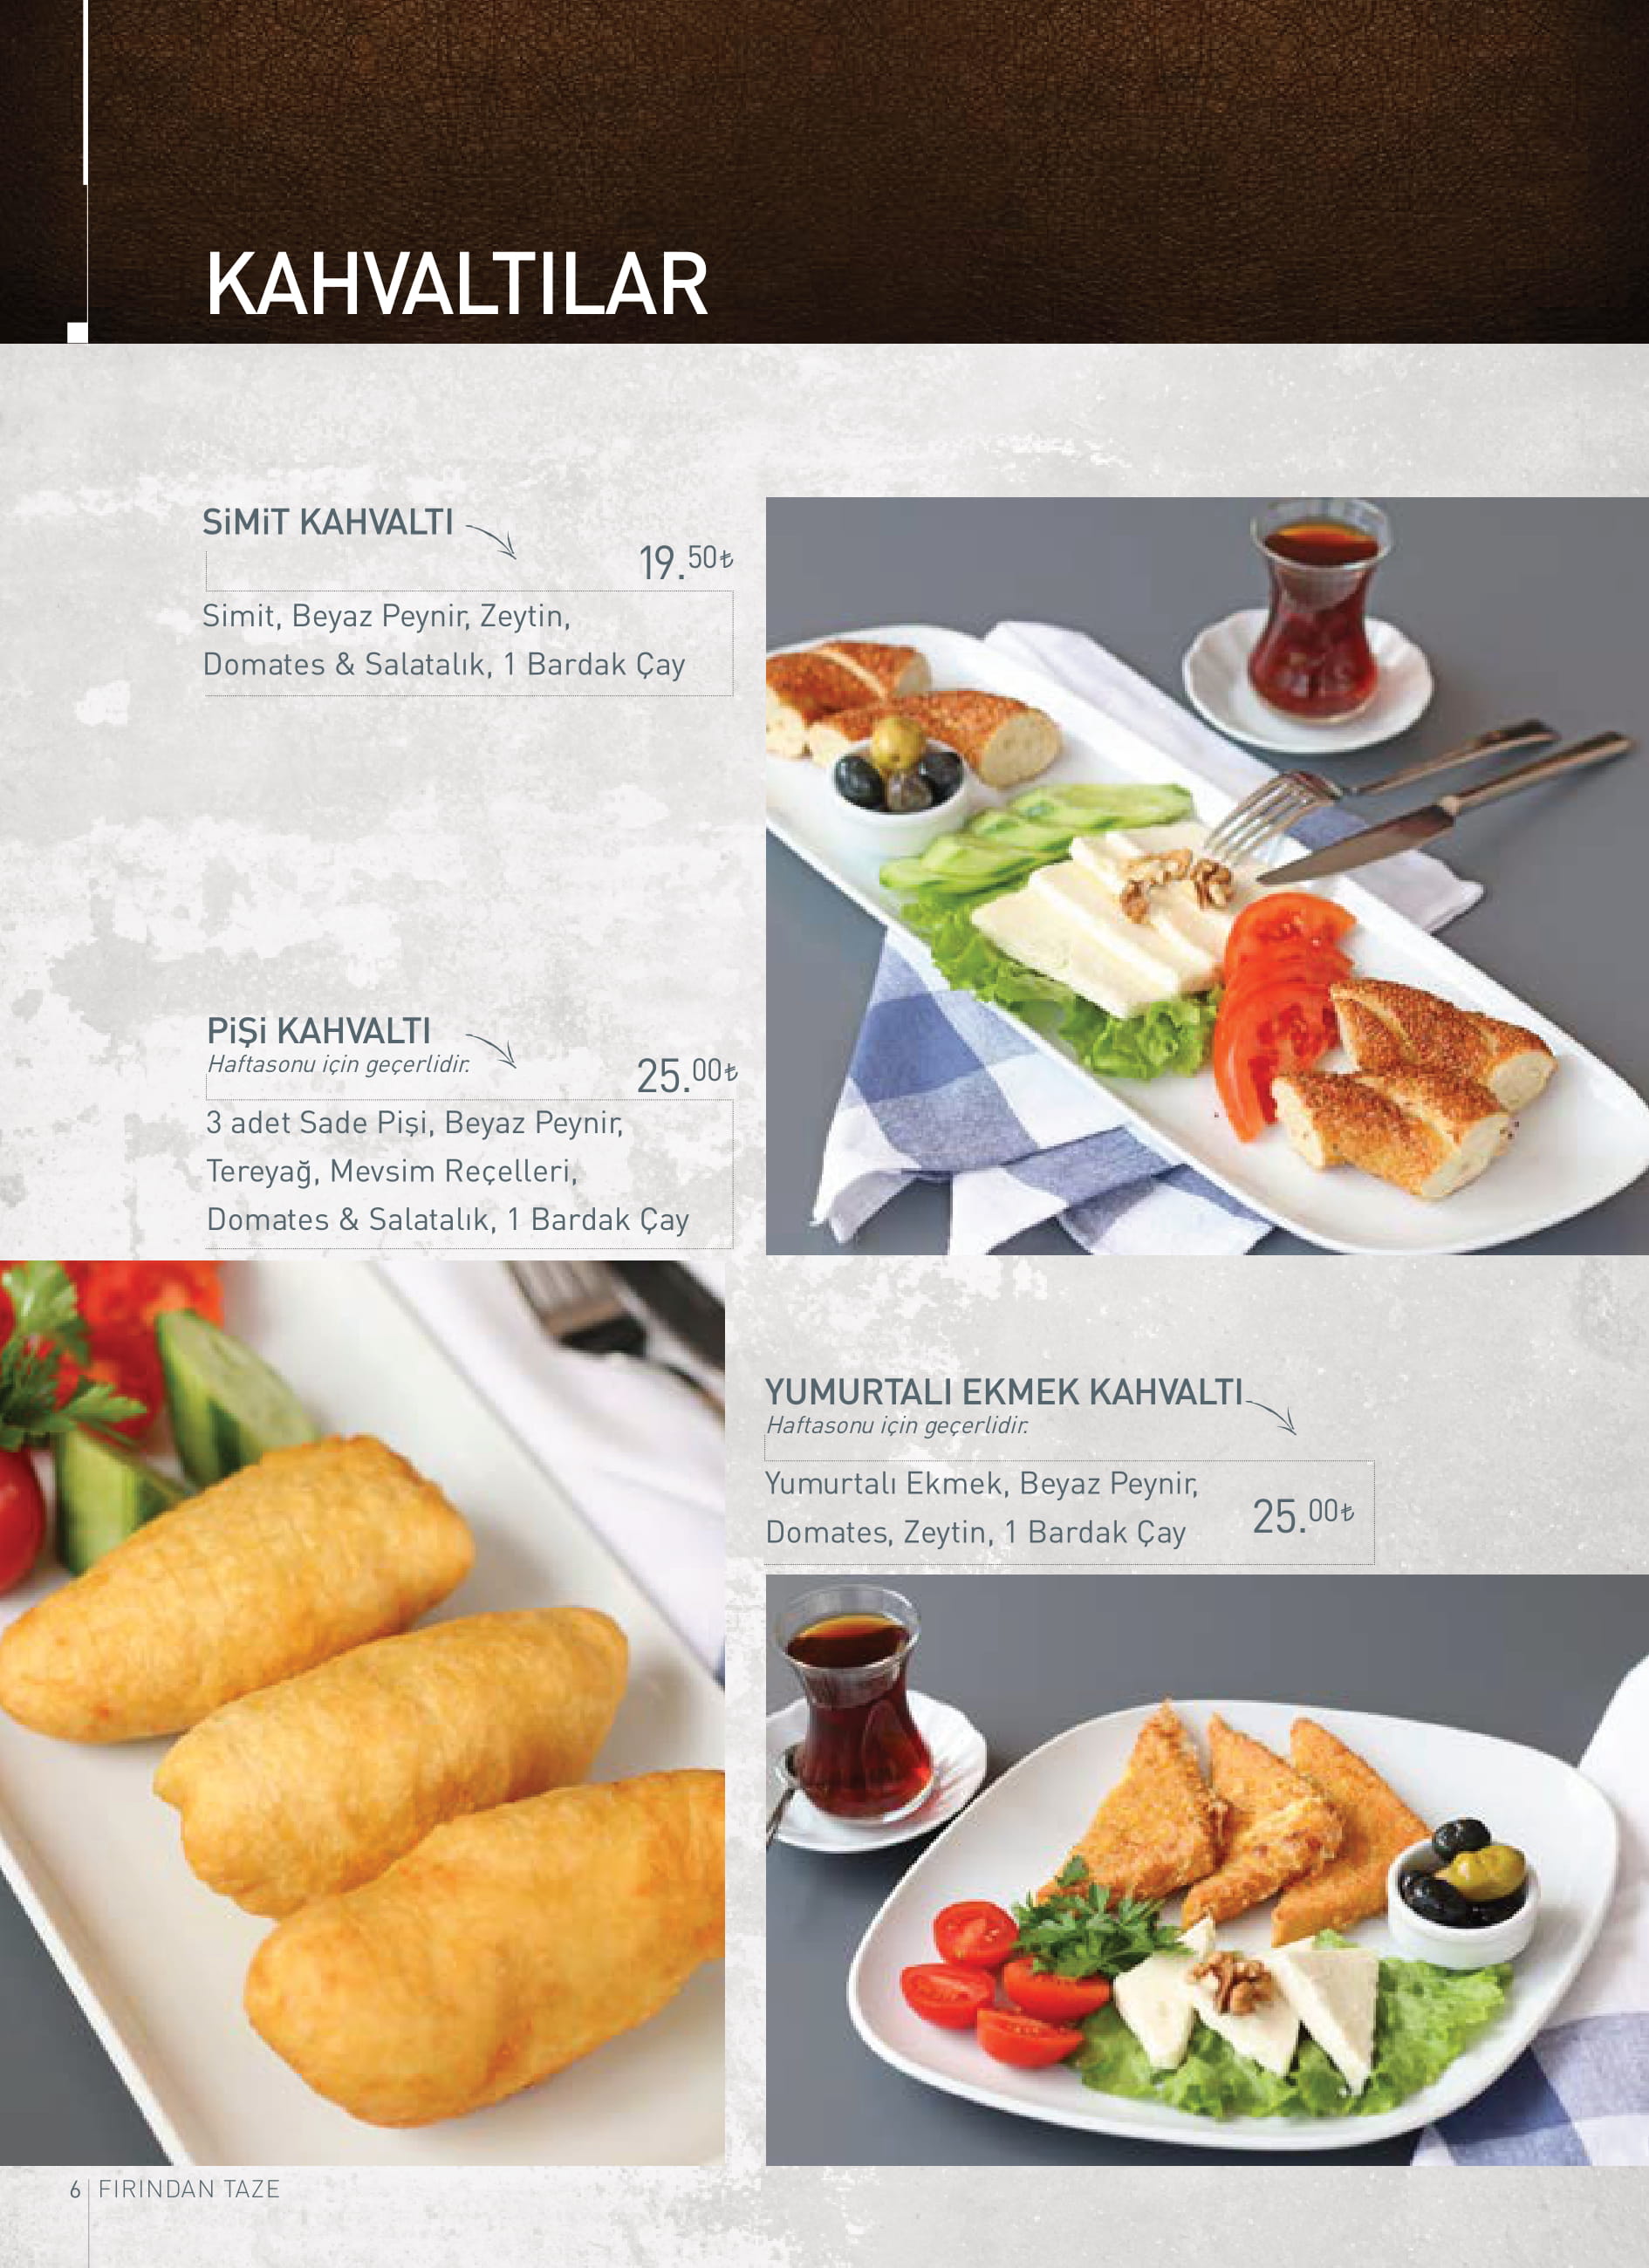 KAHVALTILAR
SiMiT KAHVALTI
19.50₺
Simit, Beyaz Peynir, Zeytin,
Domates & Salatalık, 1 Bardak Çay
PiŞi KAHVALTI
Haftasonu için geçerlidir.
25.00₺
3 adet Sade Pişi, Beyaz Peynir,
Tereyağ, Mevsim Reçelleri,
Domates & Salatalık, 1 Bardak Çay
YUMURTALI EKMEK KAHVALTI
Haftasonu için geçerlidir.
Yumurtalı Ekmek, Beyaz Peynir,
Domates, Zeytin, 1 Bardak Çay
25.00₺
6 FIRINDAN TAZE